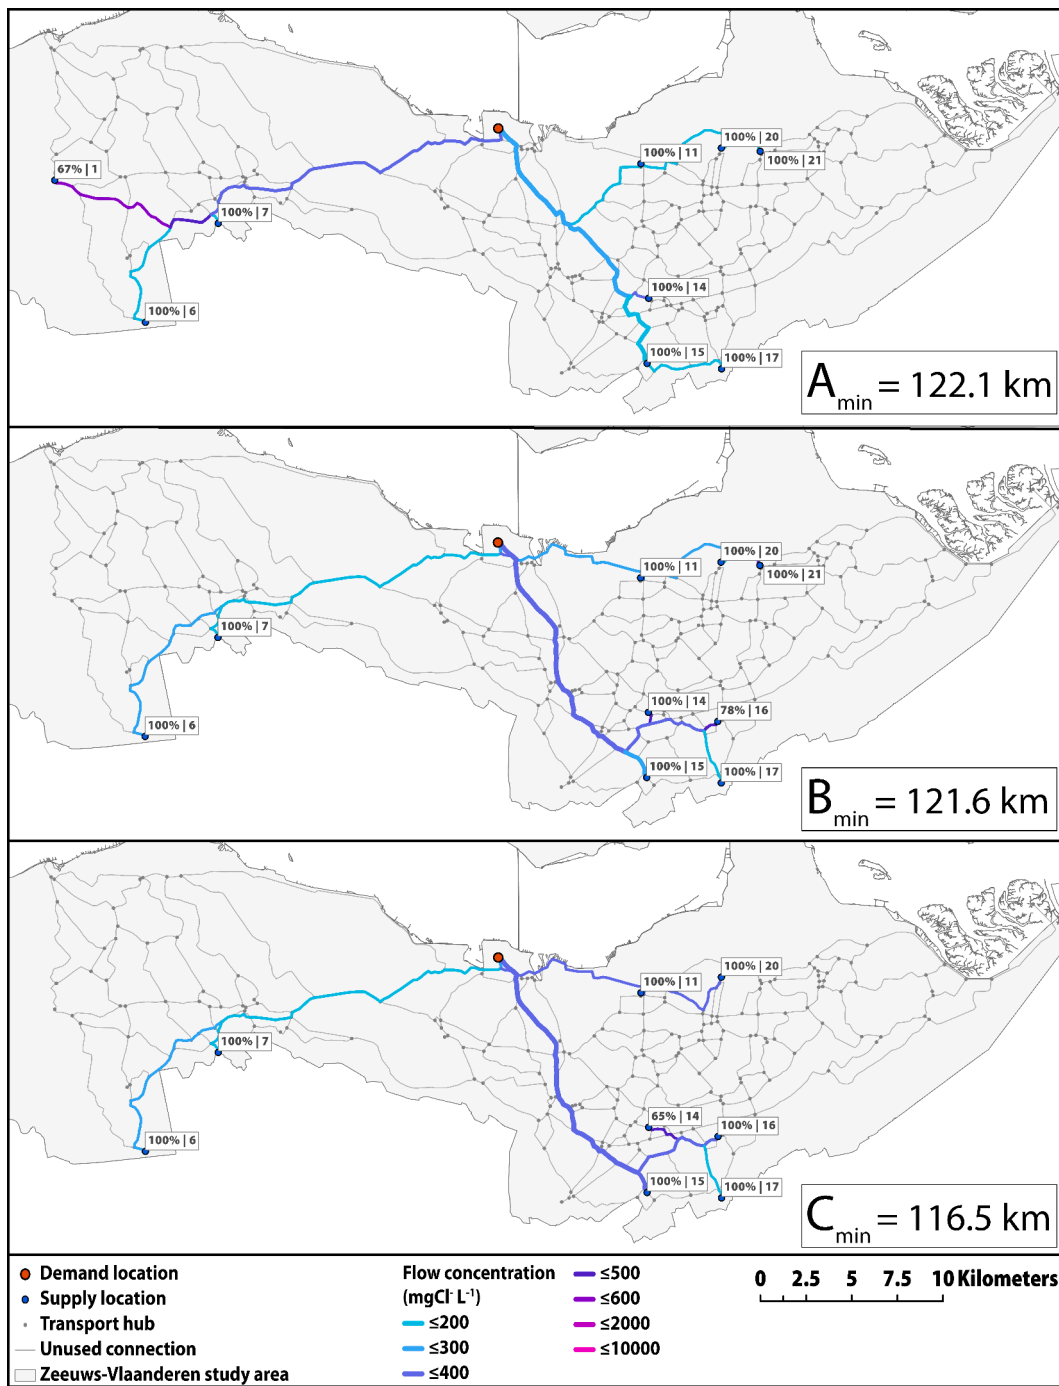 100% | 20
100% | 11
100% | 21
67% | 1
100% | 7
100% | 14
100% | 6
100% | 15
100% | 17
Amin = 122.1 km
100% | 20
100% | 11
100% | 21
100% | 7
100% | 14
78% | 16
100% | 6
100% | 15
100% | 17
Bmin = 121.6 km
100% | 20
100% | 11
100% | 7
65% | 14
100% | 16
100% | 6
100% | 15
100% | 17
Cmin = 116.5 km
Demand location
Supply location
Transport hub
Unused connection
Zeeuws-Vlaanderen study area
Flow concentration
(mgCl⁻ L⁻¹)
≤200
≤300
≤400
≤500
≤600
≤2000
≤10000
0 2.5 5 7.5 10 Kilometers